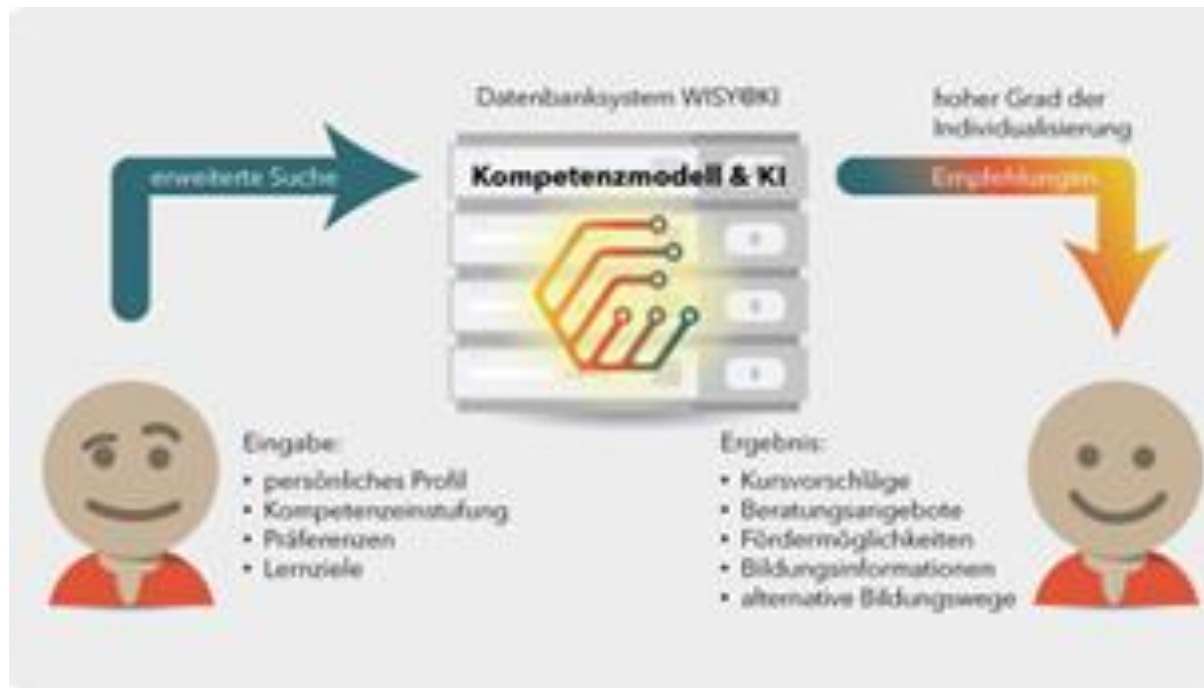 Datenbanksystem WISY@KI
hoher Grad der
Individualisierung
erweiterte Suche
Kompetenzmodell & KI
Empfehlungen
Eingabe:
• persönliches Profil
• Kompetenzeinstufung
• Präferenzen
• Lernziele
Ergebnis:
• Kursvorschläge
• Beratungsangebote
• Fördermöglichkeiten
• Bildungsinformationen
• alternative Bildungswege